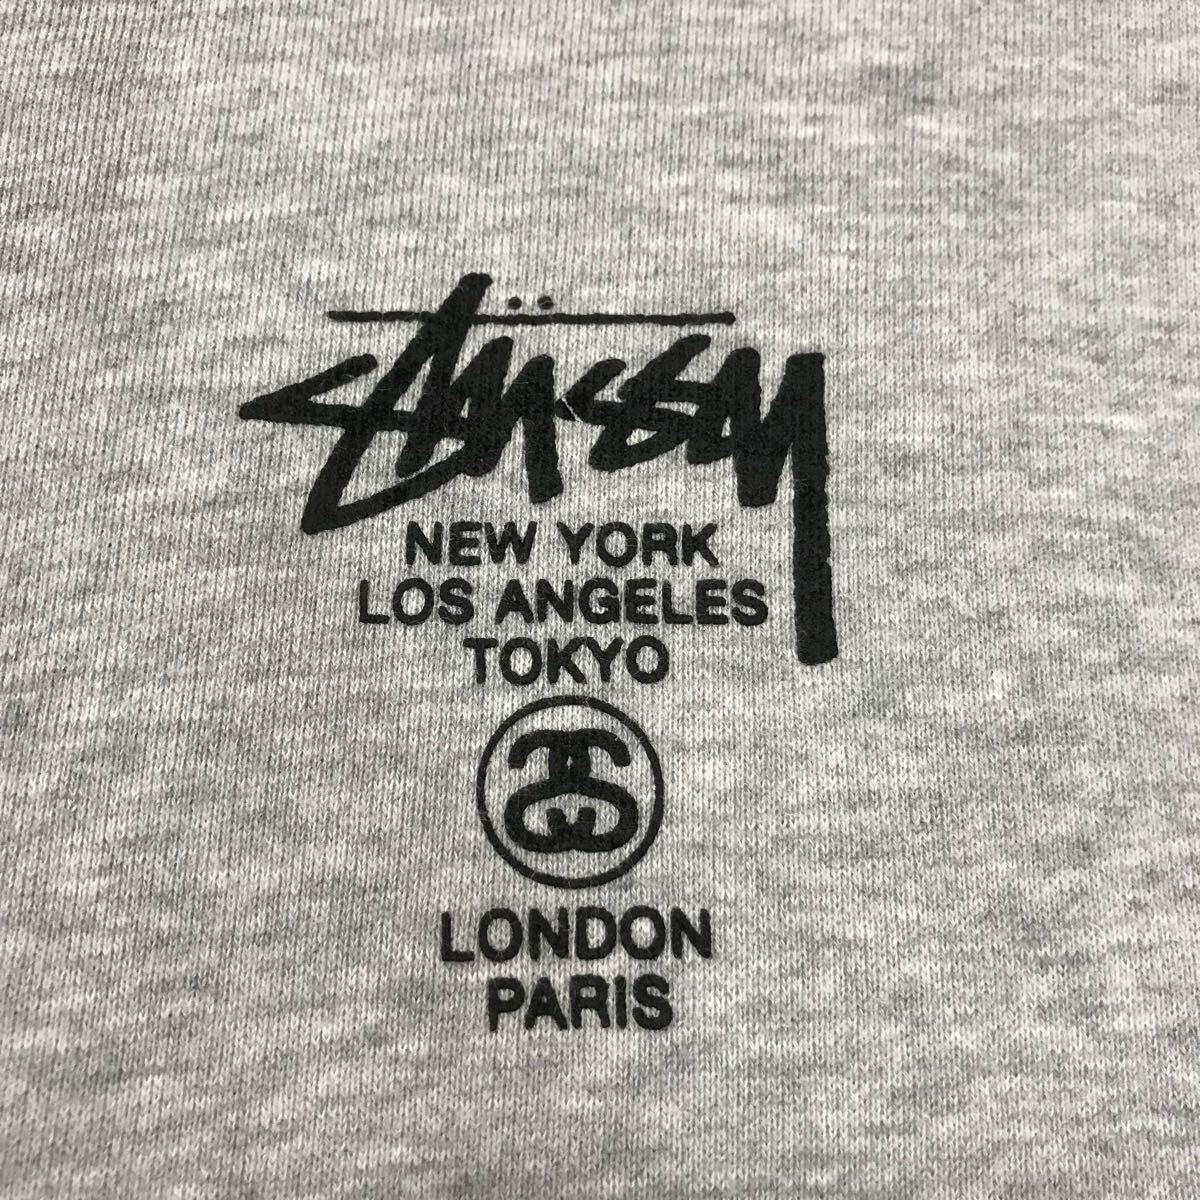 Stüssy
NEW YORK
LOS ANGELES
TOKYO
LONDON
PARIS